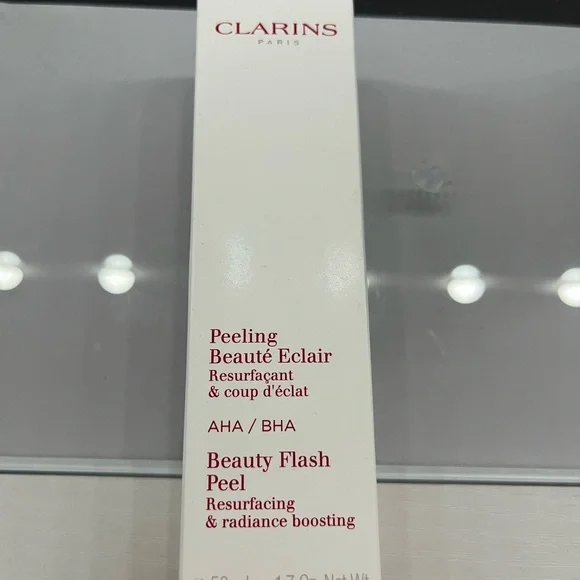 CLARINS
PARIS
Peeling
Beauté Eclair
Resurfaçant
& coup d'éclat
AHA / BHA
Beauty Flash
Peel
Resurfacing
& radiance boosting